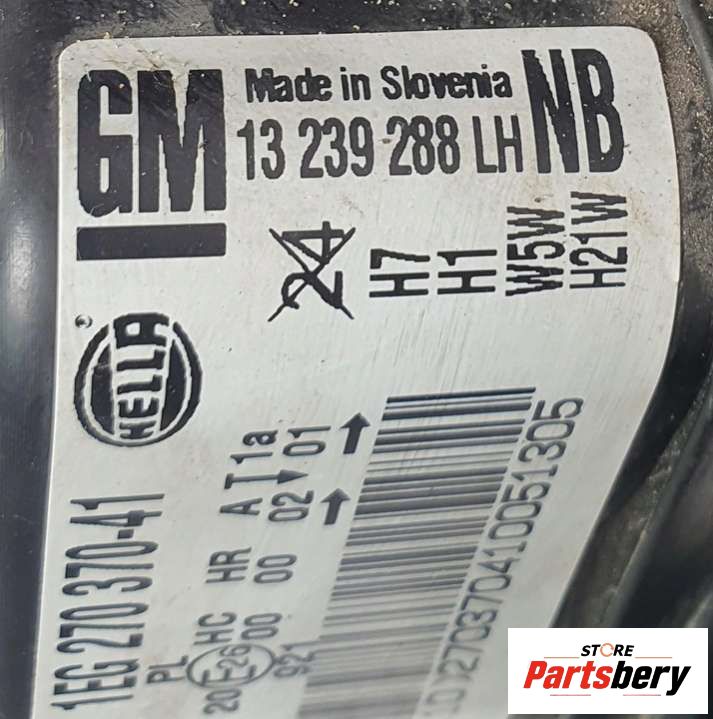 GM
Made in Slovenia
13 239 288 LH
NB
24
H7
H1
W5W
H21W
HELLA
1EG 270 370-41
PL HC HR A T 1a
20 E26 00 00 02 01
921
STORE
Partsbery